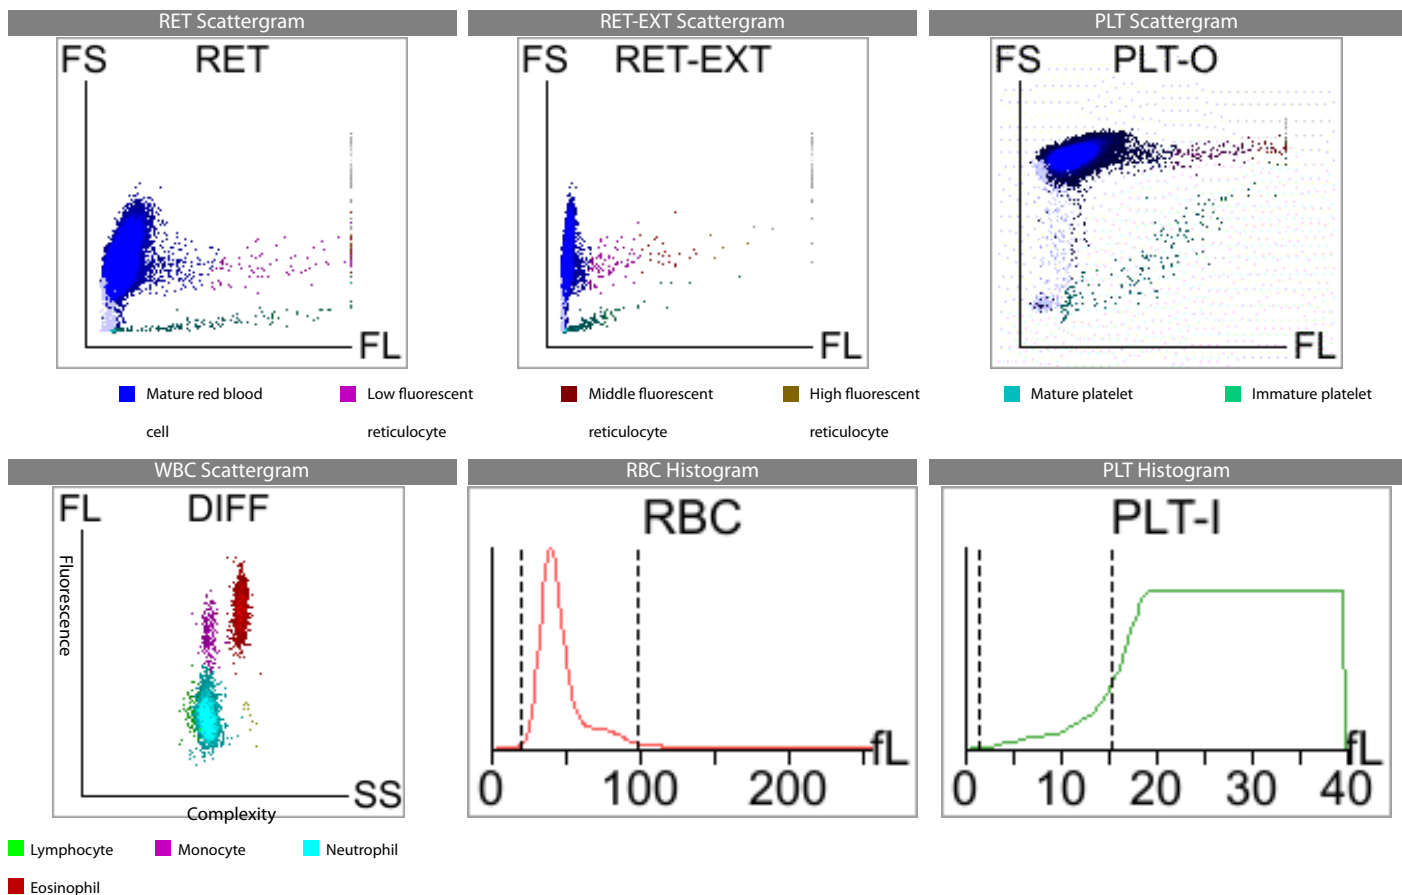 RET Scattergram
RET-EXT Scattergram
PLT Scattergram
FS RET
FL
FS RET-EXT
FL
FS PLT-O
FL
Mature red blood
cell
Low fluorescent
reticulocyte
Middle fluorescent
reticulocyte
High fluorescent
reticulocyte
Mature platelet
Immature platelet
WBC Scattergram
RBC Histogram
PLT Histogram
FL DIFF
Fluorescence
SS
Complexity
RBC
fL
0 100 200
PLT-I
fL
0 10 20 30 40
Lymphocyte
Monocyte
Neutrophil
Eosinophil